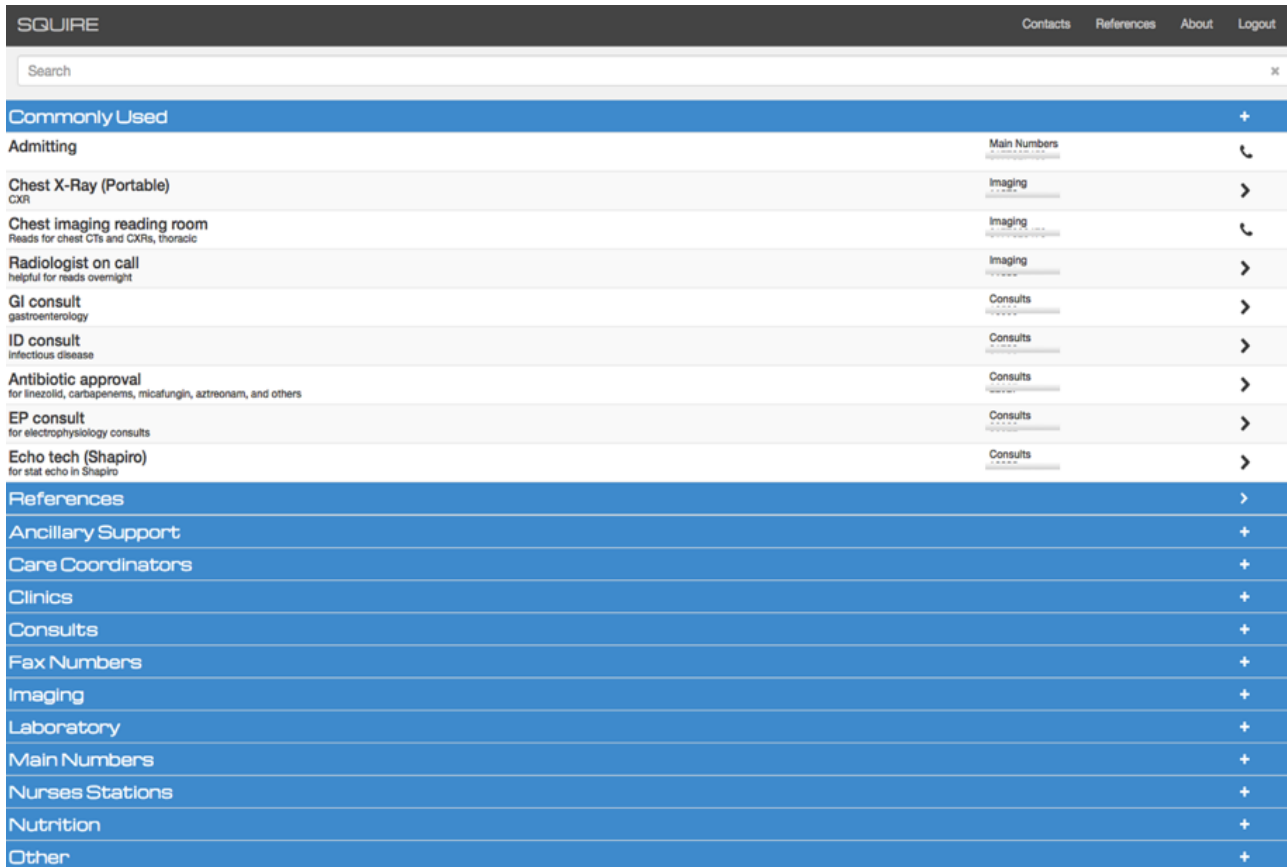 SQUIRE Contacts References About Logout
Search
Commonly Used
Admitting Main Numbers
Chest X-Ray (Portable) Imaging
CXR
Chest imaging reading room Imaging
Reads for chest CTs and CXRs, thoracic
Radiologist on call Imaging
helpful for reads overnight
GI consult Consults
gastroenterology
ID consult Consults
infectious disease
Antibiotic approval Consults
for linezolid, carbapenems, micafungin, aztreonam, and others
EP consult Consults
for electrophysiology consults
Echo tech (Shapiro) Consults
for stat echo in Shapiro
References
Ancillary Support
Care Coordinators
Clinics
Consults
Fax Numbers
Imaging
Laboratory
Main Numbers
Nurses Stations
Nutrition
Other